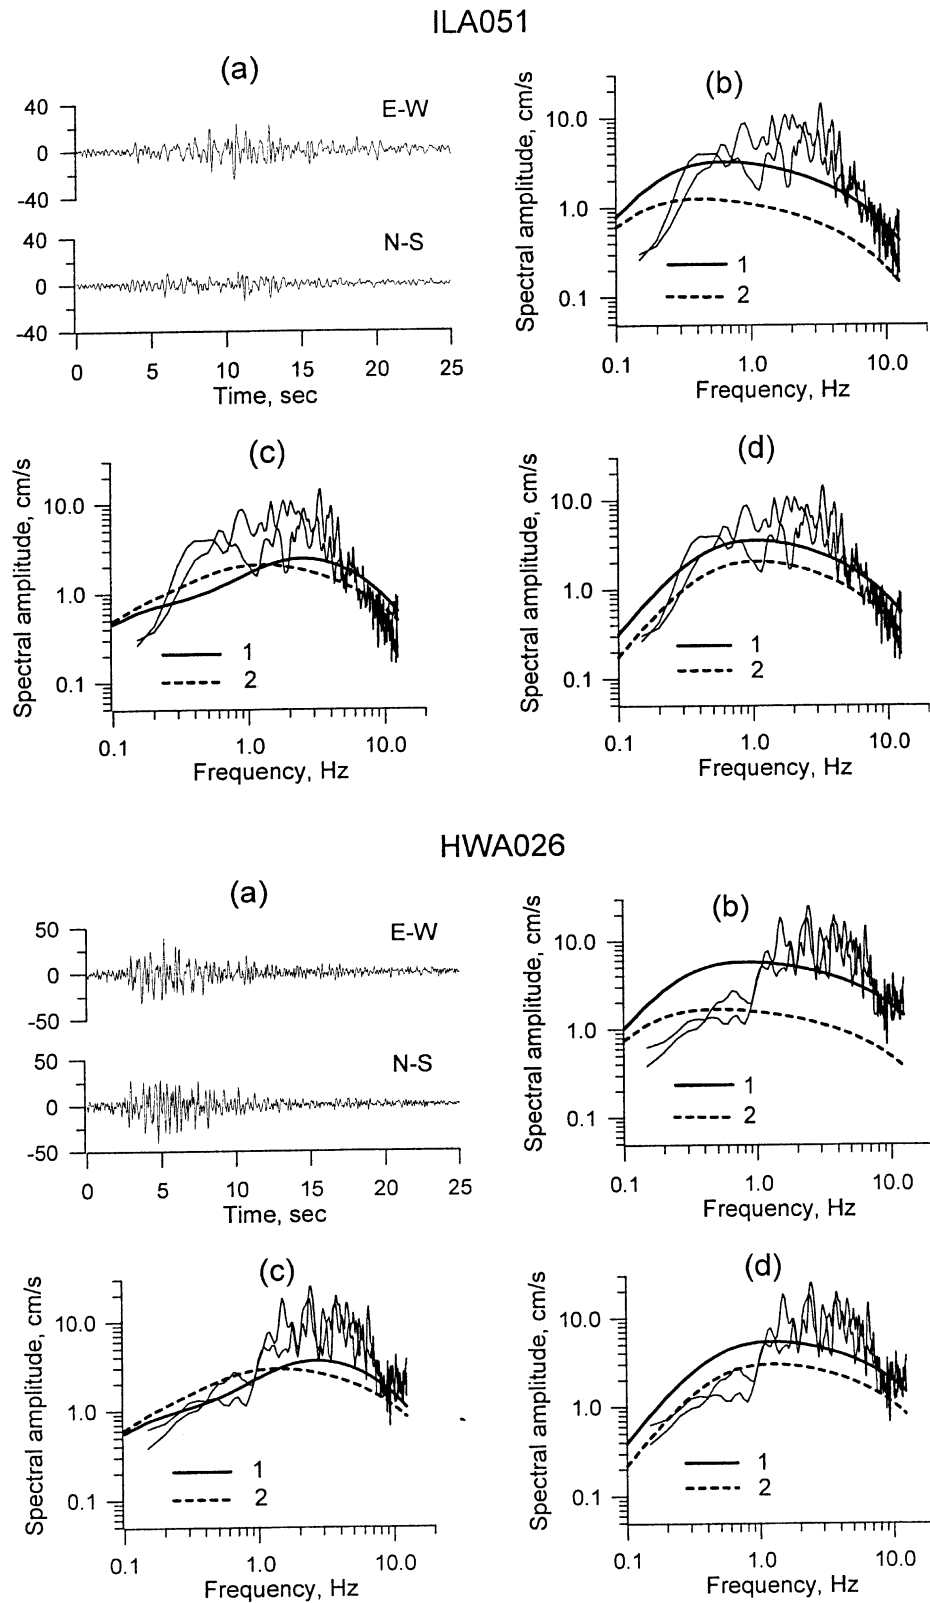 ILA051
(a)
40
0
-40
E-W
40
0
-40
N-S
0 5 10 15 20 25
Time, sec
(b)
Spectral amplitude, cm/s
10.0
1.0
0.1
1
2
0.1 1.0 10.0
Frequency, Hz
(c)
Spectral amplitude, cm/s
10.0
1.0
0.1
1
2
0.1 1.0 10.0
Frequency, Hz
(d)
Spectral amplitude, cm/s
10.0
1.0
0.1
1
2
0.1 1.0 10.0
Frequency, Hz
HWA026
(a)
50
0
-50
E-W
50
0
-50
N-S
0 5 10 15 20 25
Time, sec
(b)
Spectral amplitude, cm/s
10.0
1.0
0.1
1
2
0.1 1.0 10.0
Frequency, Hz
(c)
Spectral amplitude, cm/s
10.0
1.0
0.1
1
2
0.1 1.0 10.0
Frequency, Hz
(d)
Spectral amplitude, cm/s
10.0
1.0
0.1
1
2
0.1 1.0 10.0
Frequency, Hz